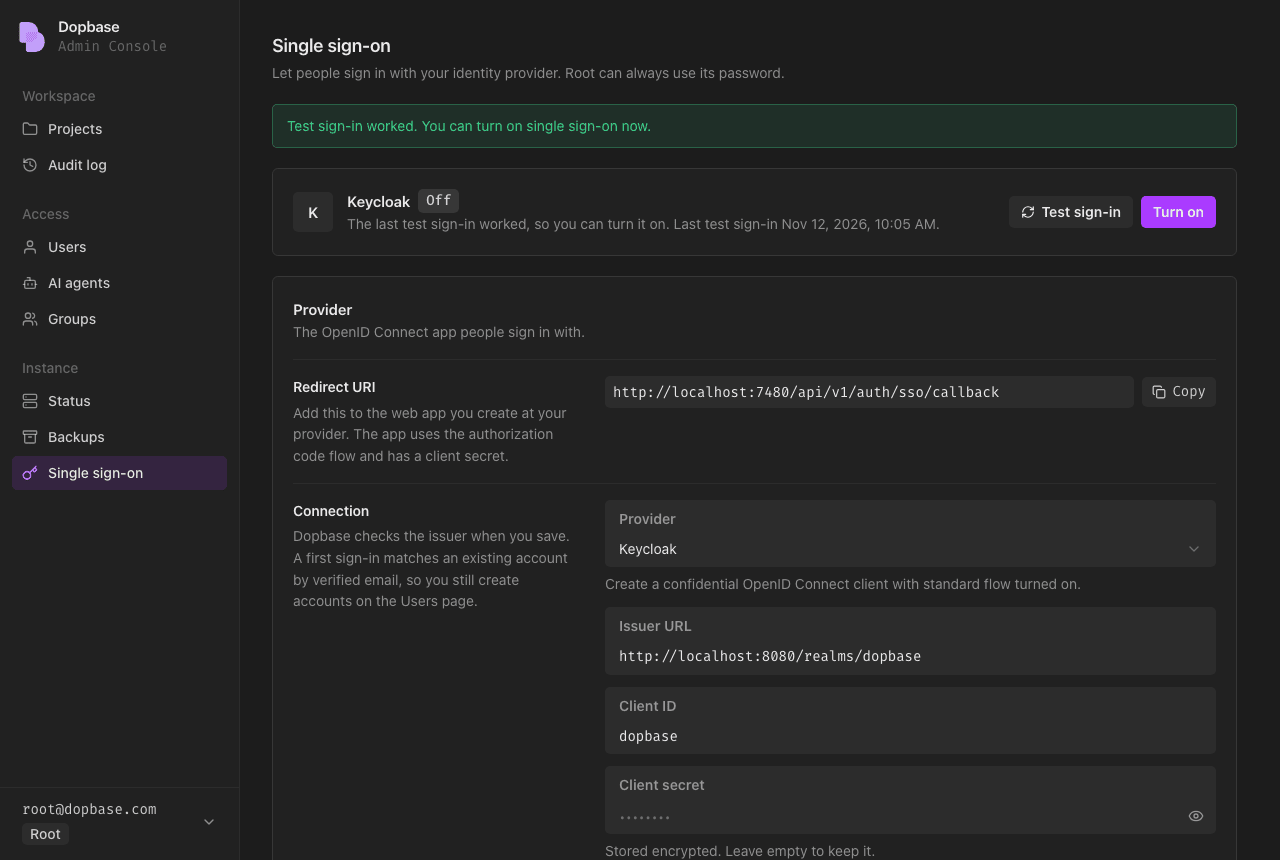 Dopbase
Admin Console
Workspace
Projects
Audit log
Access
Users
AI agents
Groups
Instance
Status
Backups
Single sign-on
root@dopbase.com
Root
Single sign-on
Let people sign in with your identity provider. Root can always use its password.
Test sign-in worked. You can turn on single sign-on now.
K
Keycloak Off
The last test sign-in worked, so you can turn it on. Last test sign-in Nov 12, 2026, 10:05 AM.
Test sign-in
Turn on
Provider
The OpenID Connect app people sign in with.
Redirect URI
Add this to the web app you create at your
provider. The app uses the authorization
code flow and has a client secret.
http://localhost:7480/api/v1/auth/sso/callback
Copy
Connection
Dopbase checks the issuer when you save.
A first sign-in matches an existing account
by verified email, so you still create
accounts on the Users page.
Provider
Keycloak
Create a confidential OpenID Connect client with standard flow turned on.
Issuer URL
http://localhost:8080/realms/dopbase
Client ID
dopbase
Client secret
••••••••
Stored encrypted. Leave empty to keep it.